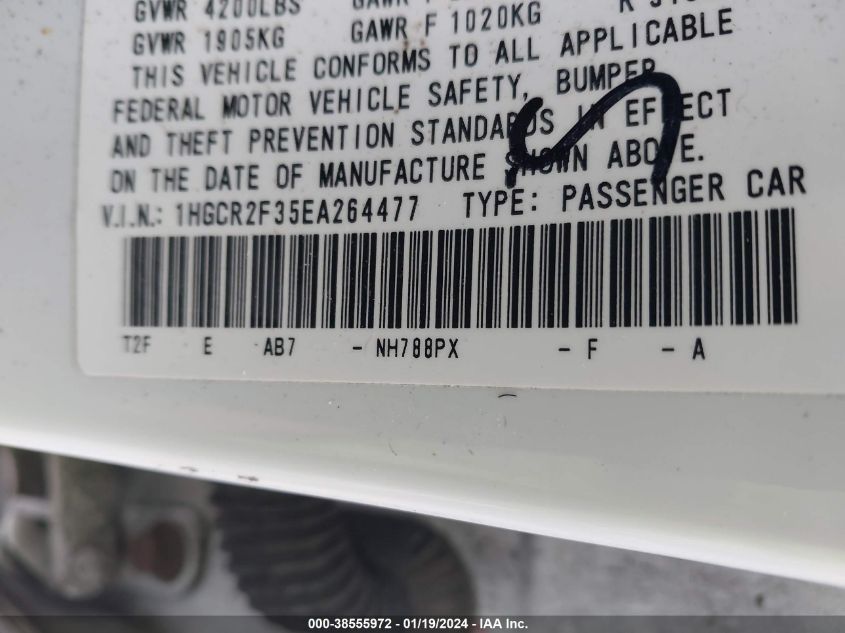 GVWR 4200LBS
GVWR 1905KG GAWR F 1020KG
THIS VEHICLE CONFORMS TO ALL APPLICABLE
FEDERAL MOTOR VEHICLE SAFETY, BUMPER
AND THEFT PREVENTION STANDARDS IN EFFECT
ON THE DATE OF MANUFACTURE SHOWN ABOVE.
V.I.N.: 1HGCR2F35EA264477 TYPE: PASSENGER CAR
T2F E AB7 - NH788PX - F - A
000-38555972 - 01/19/2024 - IAA Inc.